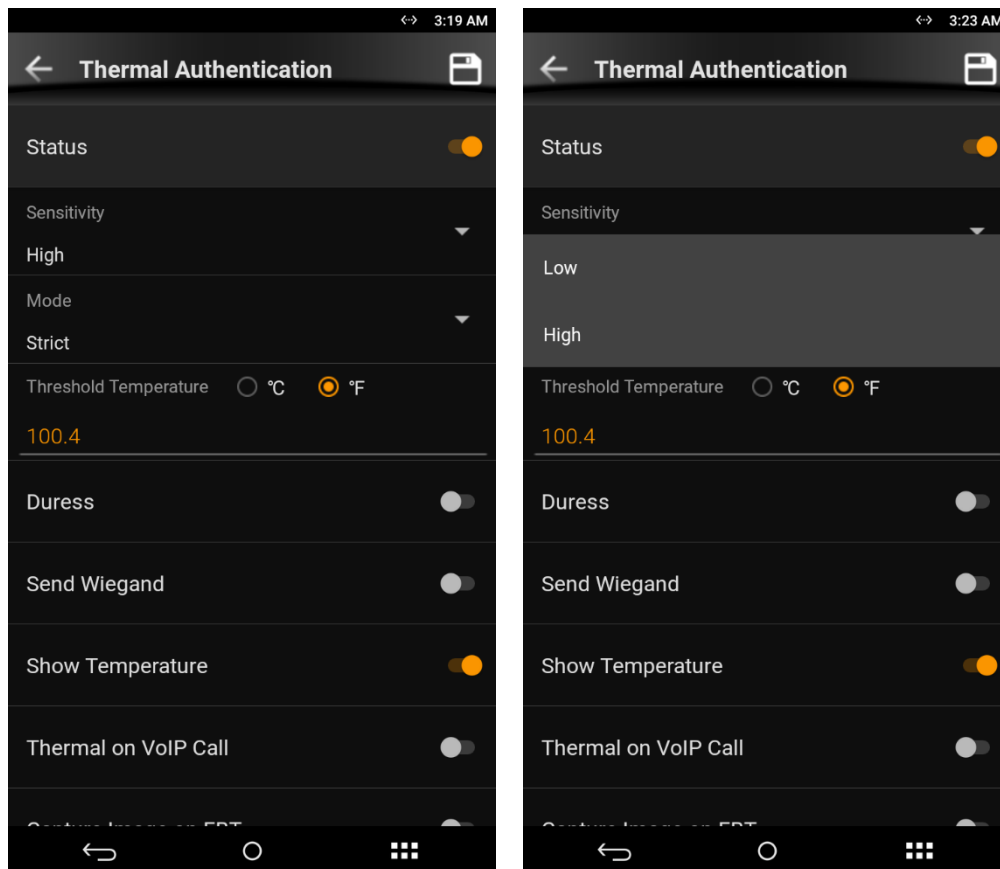 3:19 AM
Thermal Authentication
Status
Sensitivity
High
Mode
Strict
Threshold Temperature °C °F
100.4
Duress
Send Wiegand
Show Temperature
Thermal on VoIP Call
3:23 AM
Thermal Authentication
Status
Sensitivity
Low
High
Threshold Temperature °C °F
100.4
Duress
Send Wiegand
Show Temperature
Thermal on VoIP Call